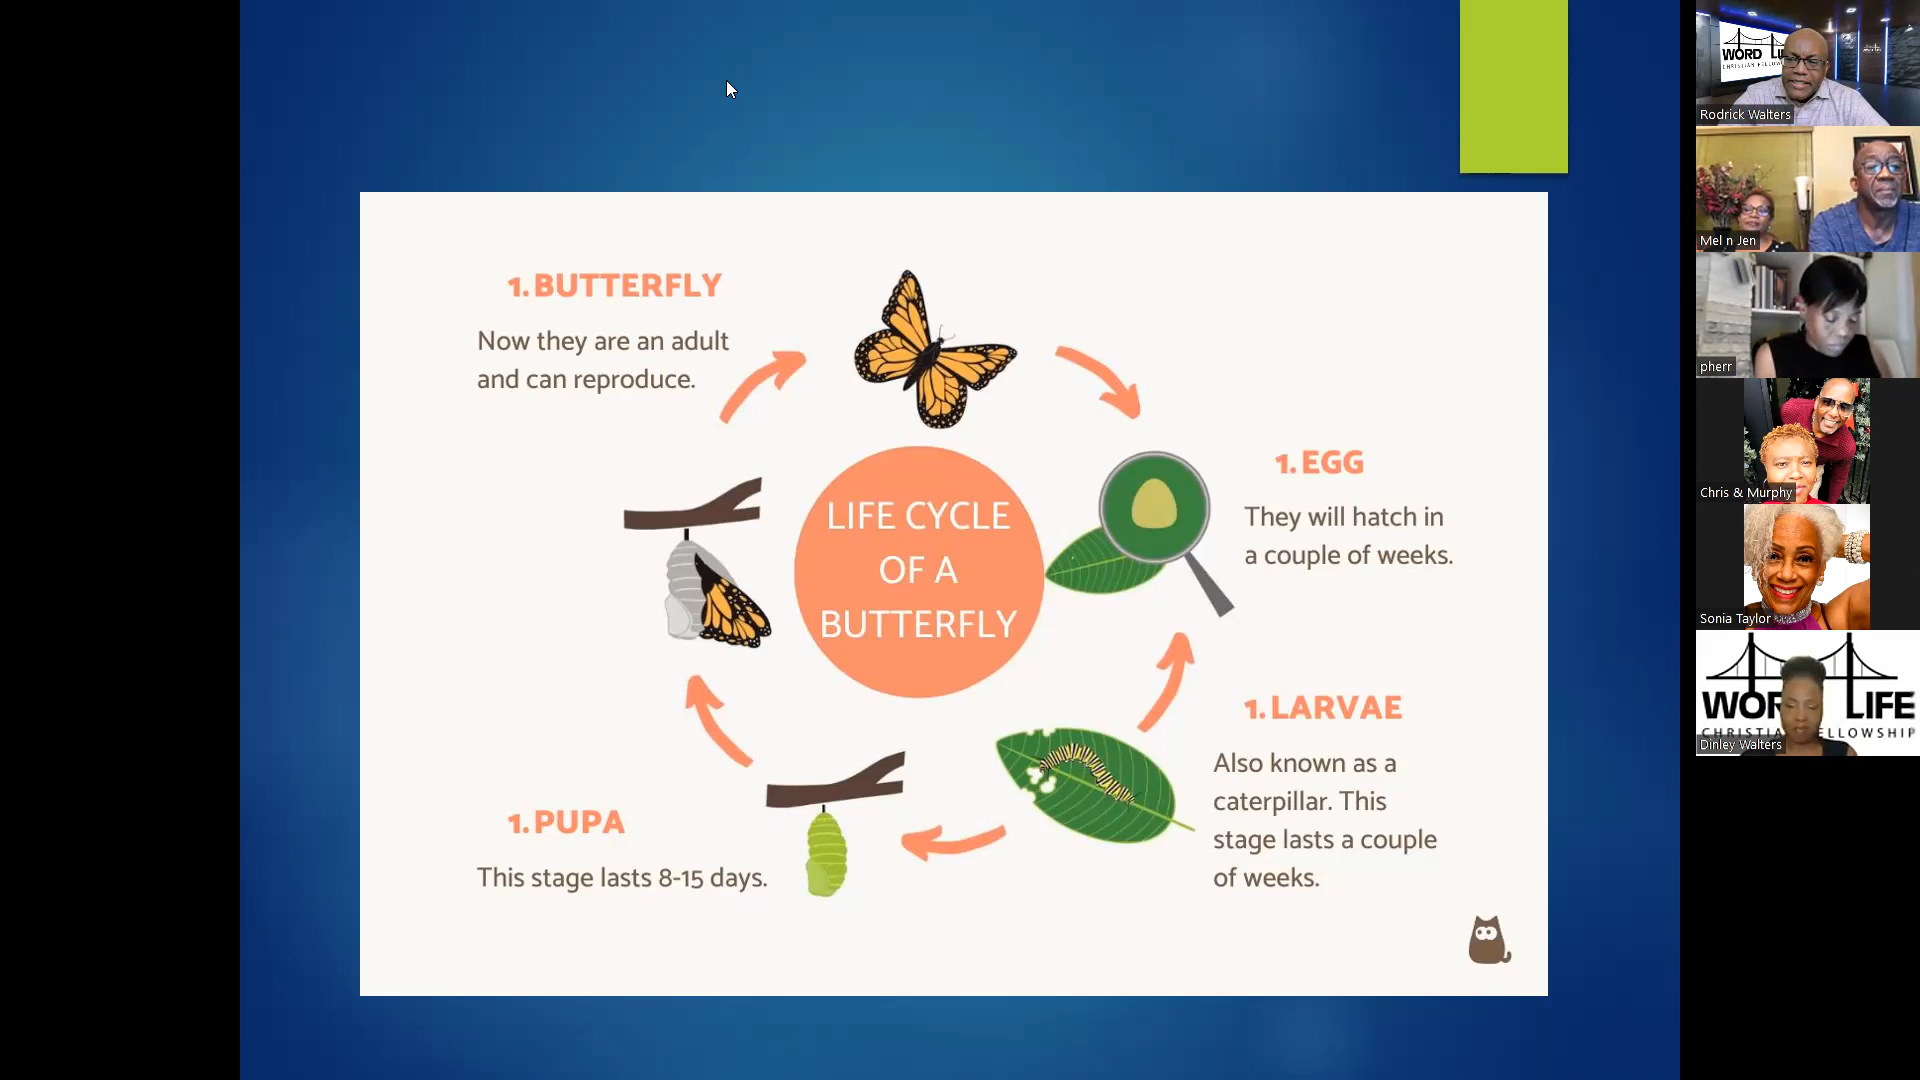 1. BUTTERFLY
Now they are an adult
and can reproduce.
LIFE CYCLE
OF A
BUTTERFLY
1. EGG
They will hatch in
a couple of weeks.
1. LARVAE
Also known as a
caterpillar. This
stage lasts a couple
of weeks.
1. PUPA
This stage lasts 8-15 days.
WORD
CHRISTIAN
Rodrick Walters
Mel n Jen
pherr
Chris & Murphy
Sonia Taylor
LIFE
Dinley Walters